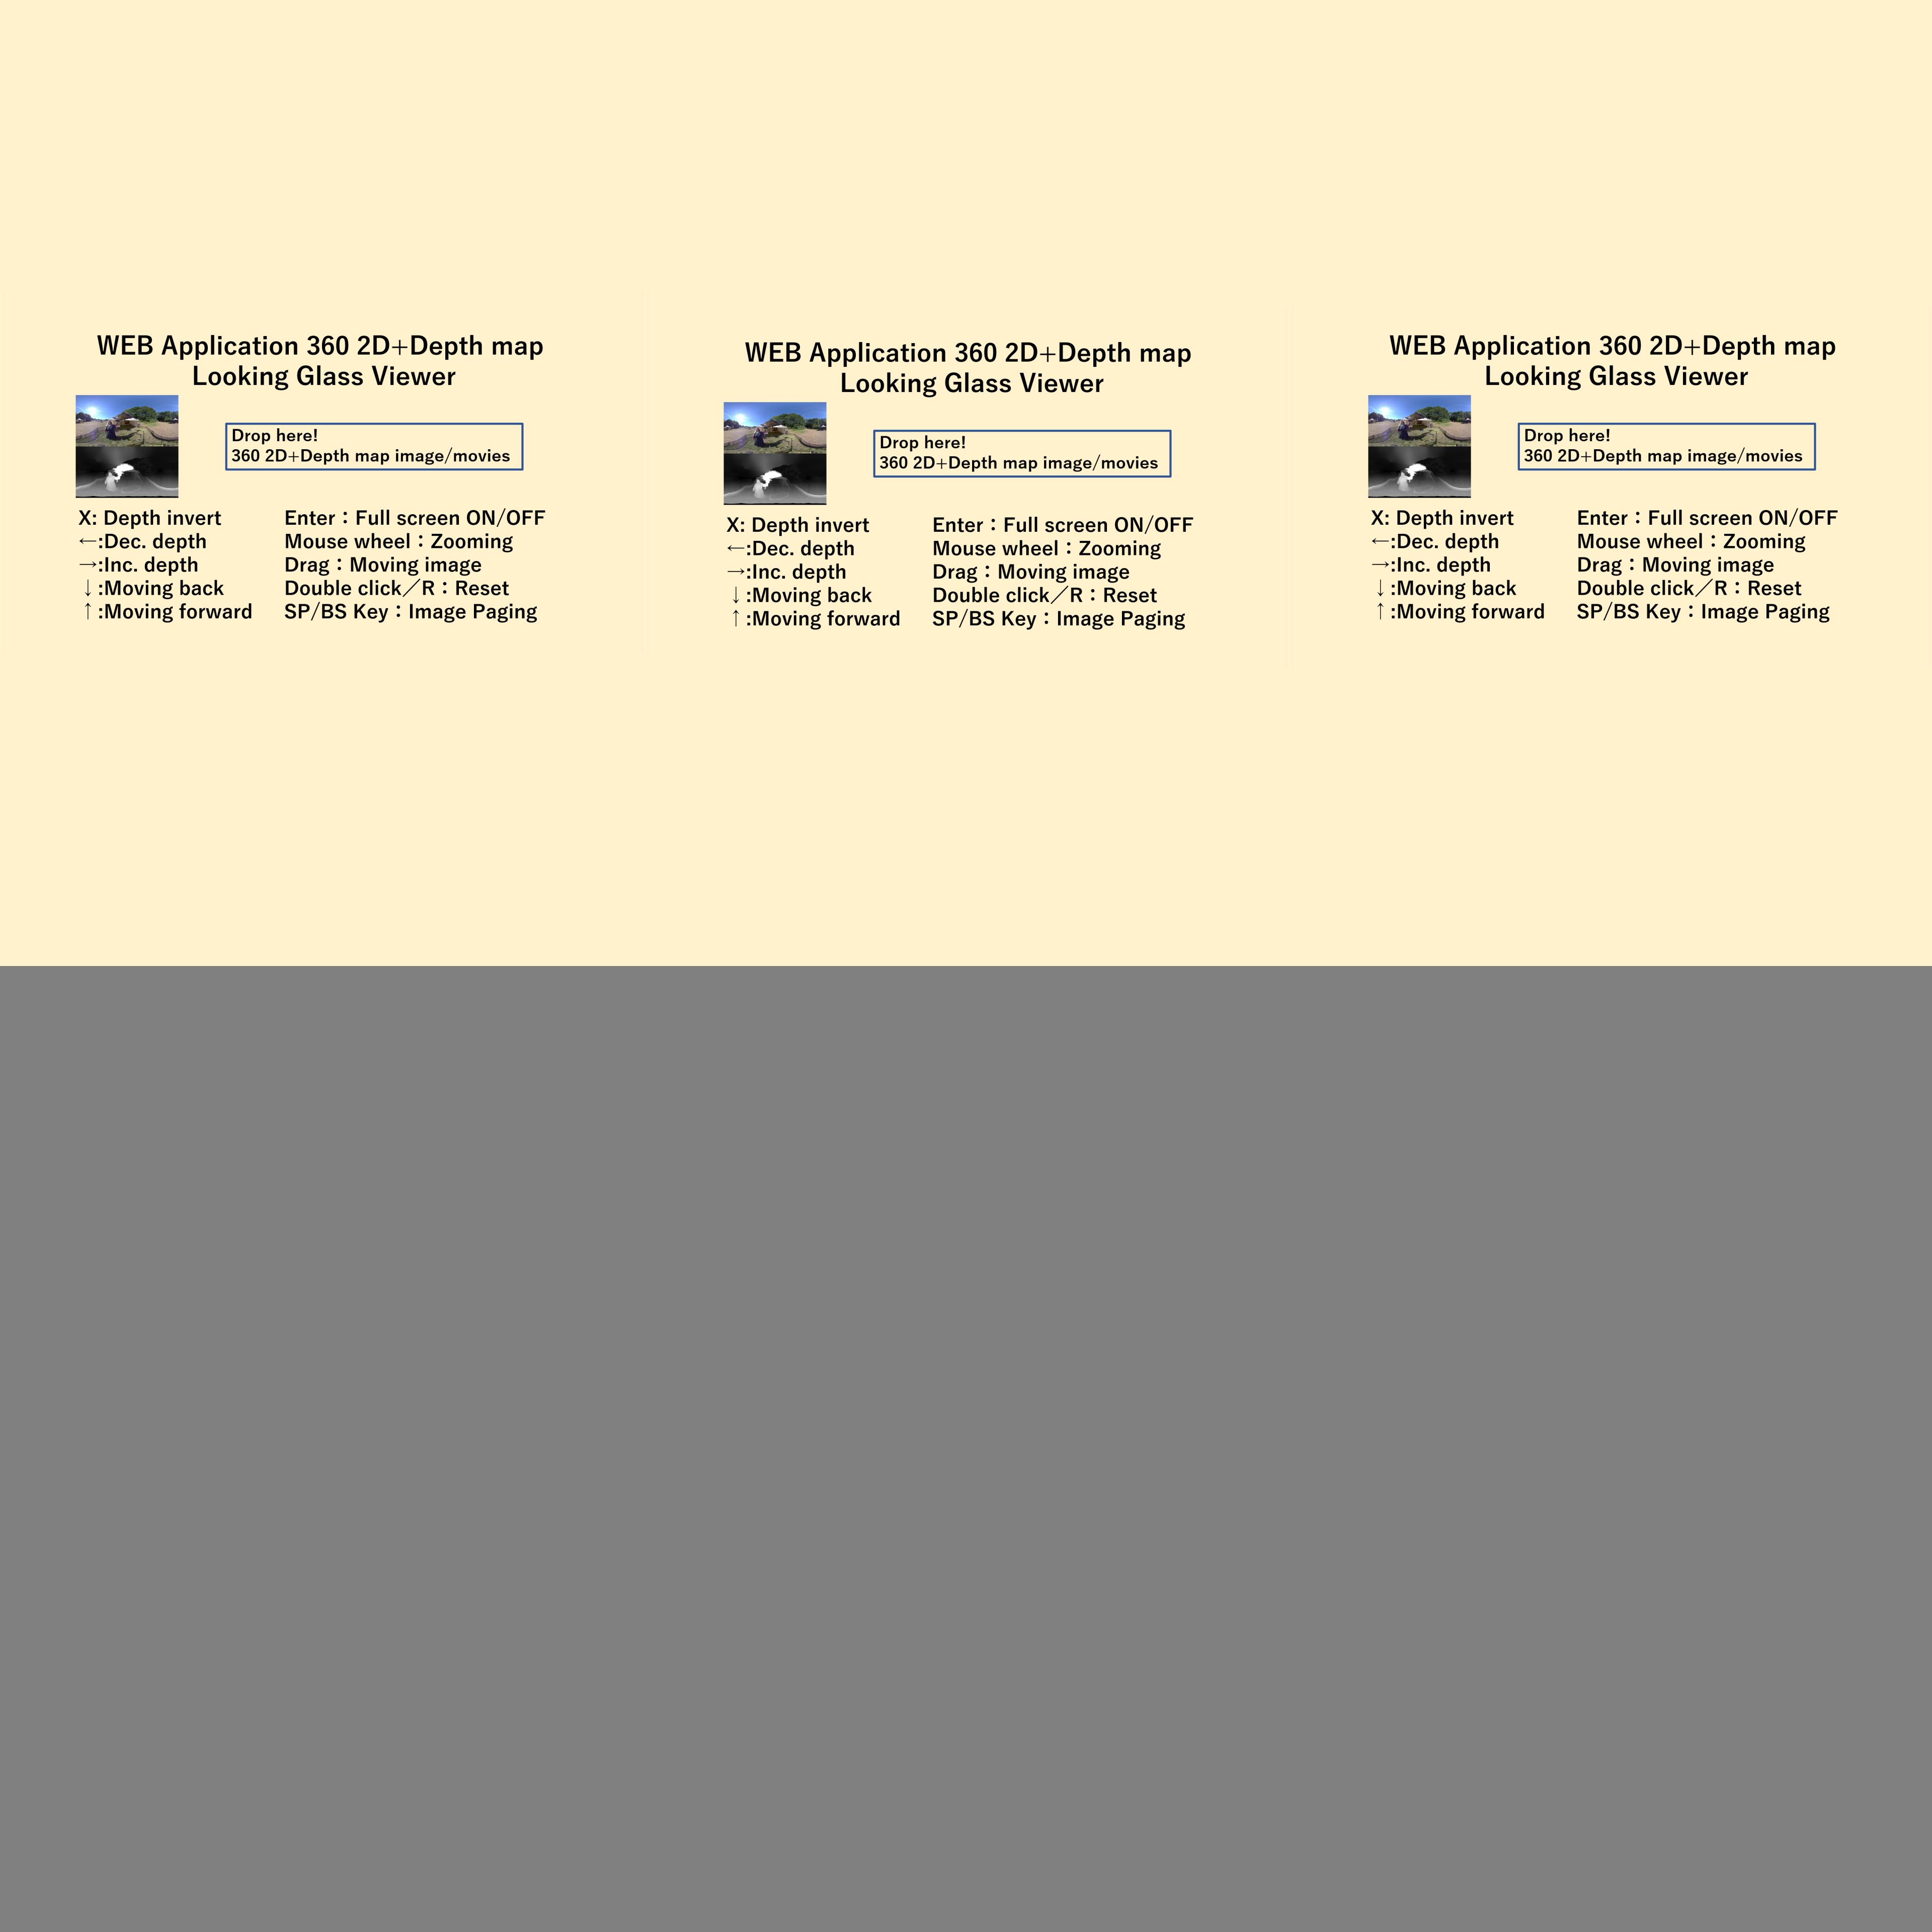 WEB Application 360 2D+Depth map
Looking Glass Viewer
Drop here!
360 2D+Depth map image/movies
X: Depth invert
←:Dec. depth
→:Inc. depth
↓:Moving back
↑:Moving forward
Enter：Full screen ON/OFF
Mouse wheel：Zooming
Drag：Moving image
Double click／R：Reset
SP/BS Key：Image Paging
WEB Application 360 2D+Depth map
Looking Glass Viewer
Drop here!
360 2D+Depth map image/movies
X: Depth invert
←:Dec. depth
→:Inc. depth
↓:Moving back
↑:Moving forward
Enter：Full screen ON/OFF
Mouse wheel：Zooming
Drag：Moving image
Double click／R：Reset
SP/BS Key：Image Paging
WEB Application 360 2D+Depth map
Looking Glass Viewer
Drop here!
360 2D+Depth map image/movies
X: Depth invert
←:Dec. depth
→:Inc. depth
↓:Moving back
↑:Moving forward
Enter：Full screen ON/OFF
Mouse wheel：Zooming
Drag：Moving image
Double click／R：Reset
SP/BS Key：Image Paging